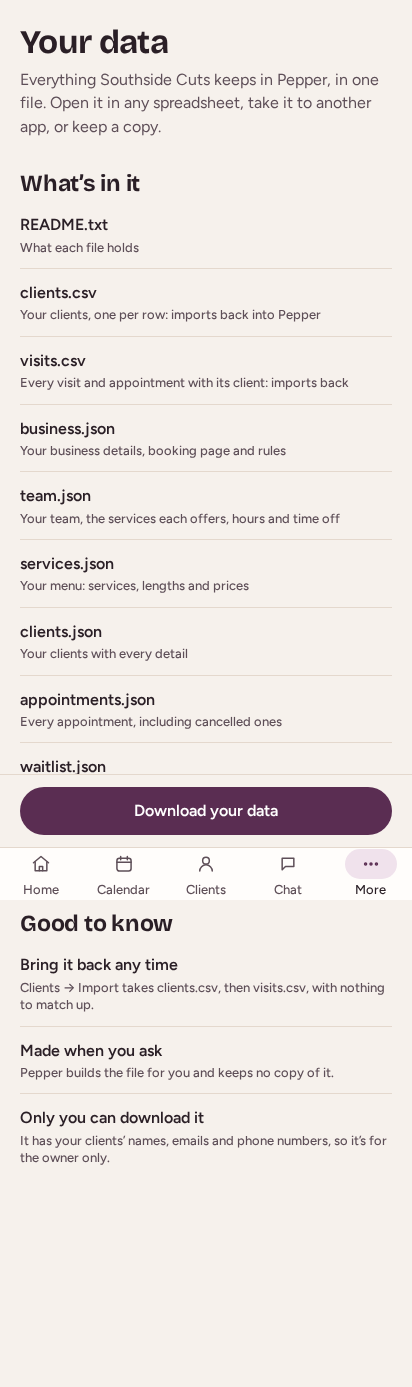 Your data
Everything Southside Cuts keeps in Pepper, in one
file. Open it in any spreadsheet, take it to another
app, or keep a copy.
What's in it
README.txt
What each file holds
clients.csv
Your clients, one per row: imports back into Pepper
visits.csv
Every visit and appointment with its client: imports back
business.json
Your business details, booking page and rules
team.json
Your team, the services each offers, hours and time off
services.json
Your menu: services, lengths and prices
clients.json
Your clients with every detail
appointments.json
Every appointment, including cancelled ones
waitlist.json
Download your data
Home Calendar Clients Chat More
Good to know
Bring it back any time
Clients → Import takes clients.csv, then visits.csv, with nothing
to match up.
Made when you ask
Pepper builds the file for you and keeps no copy of it.
Only you can download it
It has your clients’ names, emails and phone numbers, so it’s for
the owner only.